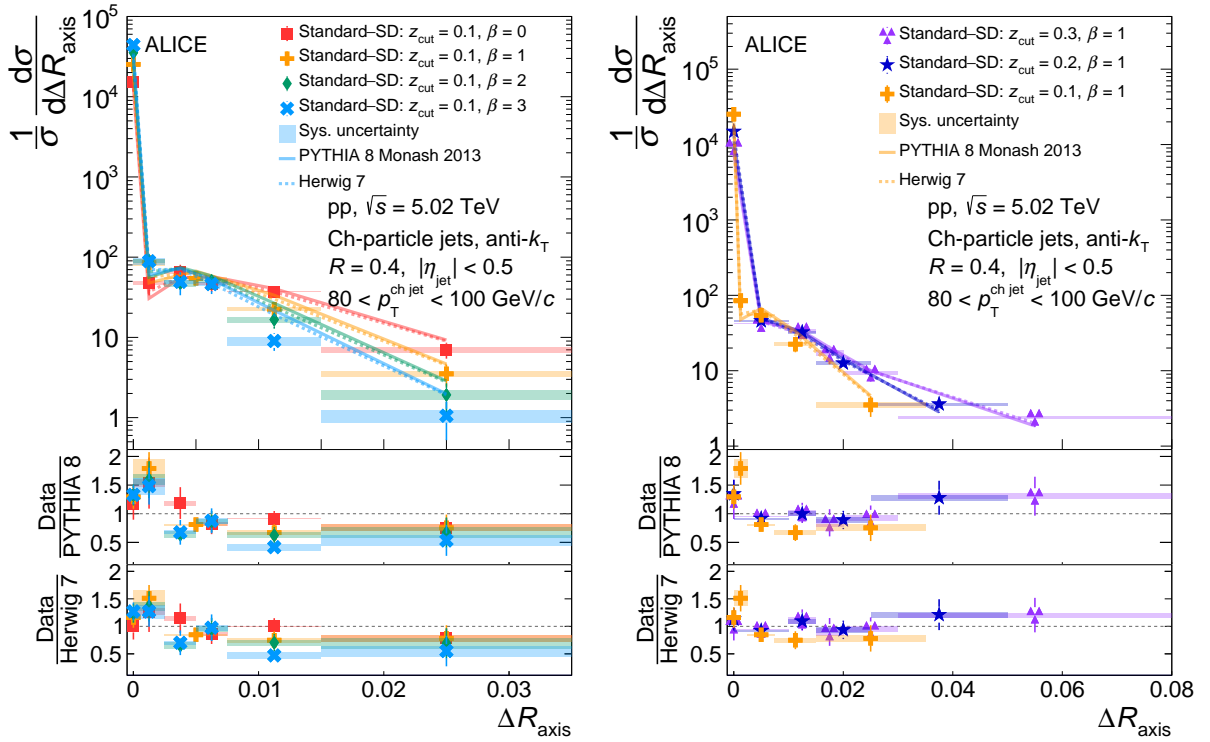 1/σ dσ/dΔR_axis
10^5
10^4
10^3
10^2
10
1
ALICE
Standard–SD: z_cut = 0.1, β = 0
Standard–SD: z_cut = 0.1, β = 1
Standard–SD: z_cut = 0.1, β = 2
Standard–SD: z_cut = 0.1, β = 3
Sys. uncertainty
PYTHIA 8 Monash 2013
Herwig 7
pp, √s = 5.02 TeV
Ch-particle jets, anti-k_T
R = 0.4, |η_jet| < 0.5
80 < p_T^ch jet < 100 GeV/c
Data
PYTHIA 8
2
1.5
1
0.5
Data
Herwig 7
2
1.5
1
0.5
0 0.01 0.02 0.03
ΔR_axis
1/σ dσ/dΔR_axis
10^5
10^4
10^3
10^2
10
1
ALICE
Standard–SD: z_cut = 0.3, β = 1
Standard–SD: z_cut = 0.2, β = 1
Standard–SD: z_cut = 0.1, β = 1
Sys. uncertainty
PYTHIA 8 Monash 2013
Herwig 7
pp, √s = 5.02 TeV
Ch-particle jets, anti-k_T
R = 0.4, |η_jet| < 0.5
80 < p_T^ch jet < 100 GeV/c
Data
PYTHIA 8
2
1.5
1
0.5
Data
Herwig 7
2
1.5
1
0.5
0 0.02 0.04 0.06 0.08
ΔR_axis